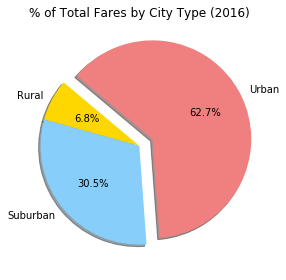 % of Total Fares by City Type (2016)
Urban
Rural
6.8%
62.7%
30.5%
Suburban